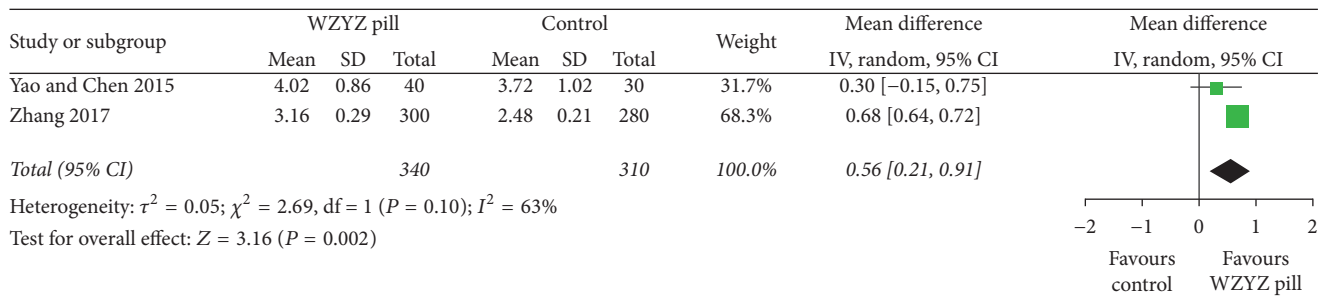 WZYZ pill Control Mean difference Mean difference
Study or subgroup Weight
Mean SD Total Mean SD Total IV, random, 95% CI IV, random, 95% CI
Yao and Chen 2015 4.02 0.86 40 3.72 1.02 30 31.7% 0.30 [−0.15, 0.75]
Zhang 2017 3.16 0.29 300 2.48 0.21 280 68.3% 0.68 [0.64, 0.72]
Total (95% CI) 340 310 100.0% 0.56 [0.21, 0.91]
Heterogeneity: τ² = 0.05; χ² = 2.69, df = 1 (P = 0.10); I² = 63%
Test for overall effect: Z = 3.16 (P = 0.002)
−2 −1 0 1 2
Favours Favours
control WZYZ pill